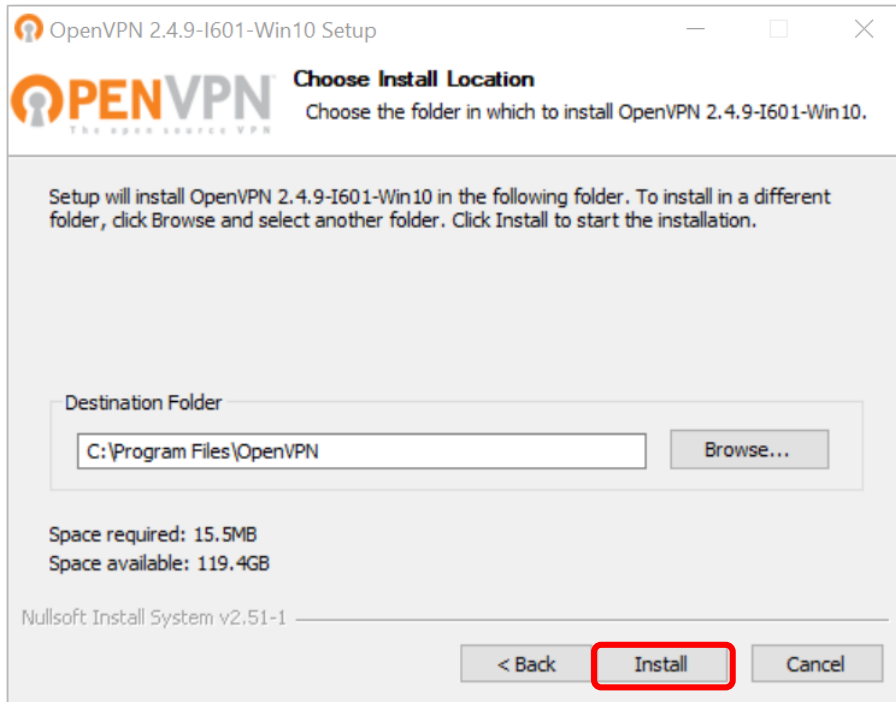 OpenVPN 2.4.9-I601-Win10 Setup
OPENVPN
The open source VPN
Choose Install Location
Choose the folder in which to install OpenVPN 2.4.9-I601-Win10.
Setup will install OpenVPN 2.4.9-I601-Win10 in the following folder. To install in a different
folder, click Browse and select another folder. Click Install to start the installation.
Destination Folder
C:\Program Files\OpenVPN
Browse...
Space required: 15.5MB
Space available: 119.4GB
Nullsoft Install System v2.51-1
< Back
Install
Cancel